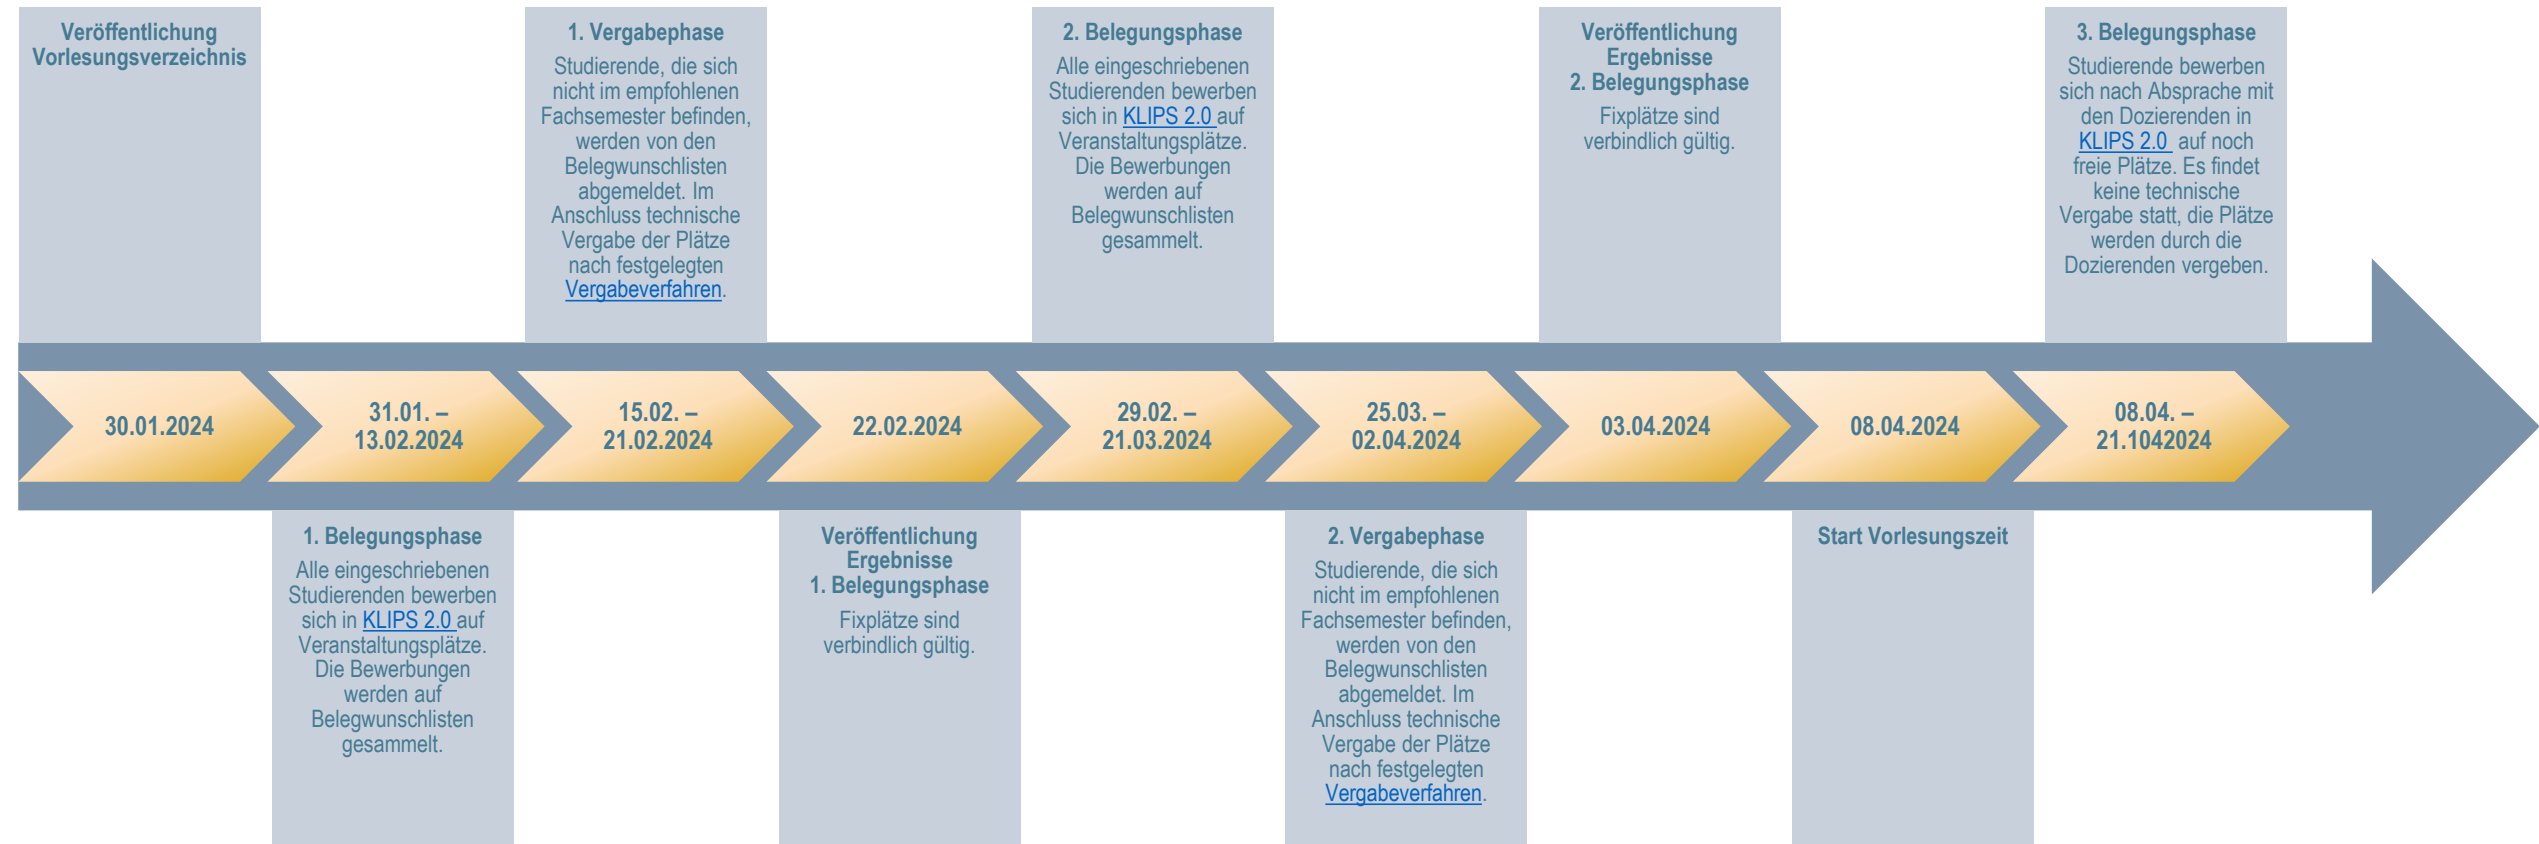 Veröffentlichung
Vorlesungsverzeichnis
1. Vergabephase
Studierende, die sich
nicht im empfohlenen
Fachsemester befinden,
werden von den
Belegwunschlisten
abgemeldet. Im
Anschluss technische
Vergabe der Plätze
nach festgelegten
Vergabeverfahren.
2. Belegungsphase
Alle eingeschriebenen
Studierenden bewerben
sich in KLIPS 2.0 auf
Veranstaltungsplätze.
Die Bewerbungen
werden auf
Belegwunschlisten
gesammelt.
Veröffentlichung
Ergebnisse
2. Belegungsphase
Fixplätze sind
verbindlich gültig.
3. Belegungsphase
Studierende bewerben
sich nach Absprache mit
den Dozierenden in
KLIPS 2.0 auf noch
freie Plätze. Es findet
keine technische
Vergabe statt, die Plätze
werden durch die
Dozierenden vergeben.
30.01.2024
31.01. –
13.02.2024
15.02. –
21.02.2024
22.02.2024
29.02. –
21.03.2024
25.03. –
02.04.2024
03.04.2024
08.04.2024
08.04. –
21.1042024
1. Belegungsphase
Alle eingeschriebenen
Studierenden bewerben
sich in KLIPS 2.0 auf
Veranstaltungsplätze.
Die Bewerbungen
werden auf
Belegwunschlisten
gesammelt.
Veröffentlichung
Ergebnisse
1. Belegungsphase
Fixplätze sind
verbindlich gültig.
2. Vergabephase
Studierende, die sich
nicht im empfohlenen
Fachsemester befinden,
werden von den
Belegwunschlisten
abgemeldet. Im
Anschluss technische
Vergabe der Plätze
nach festgelegten
Vergabeverfahren.
Start Vorlesungszeit